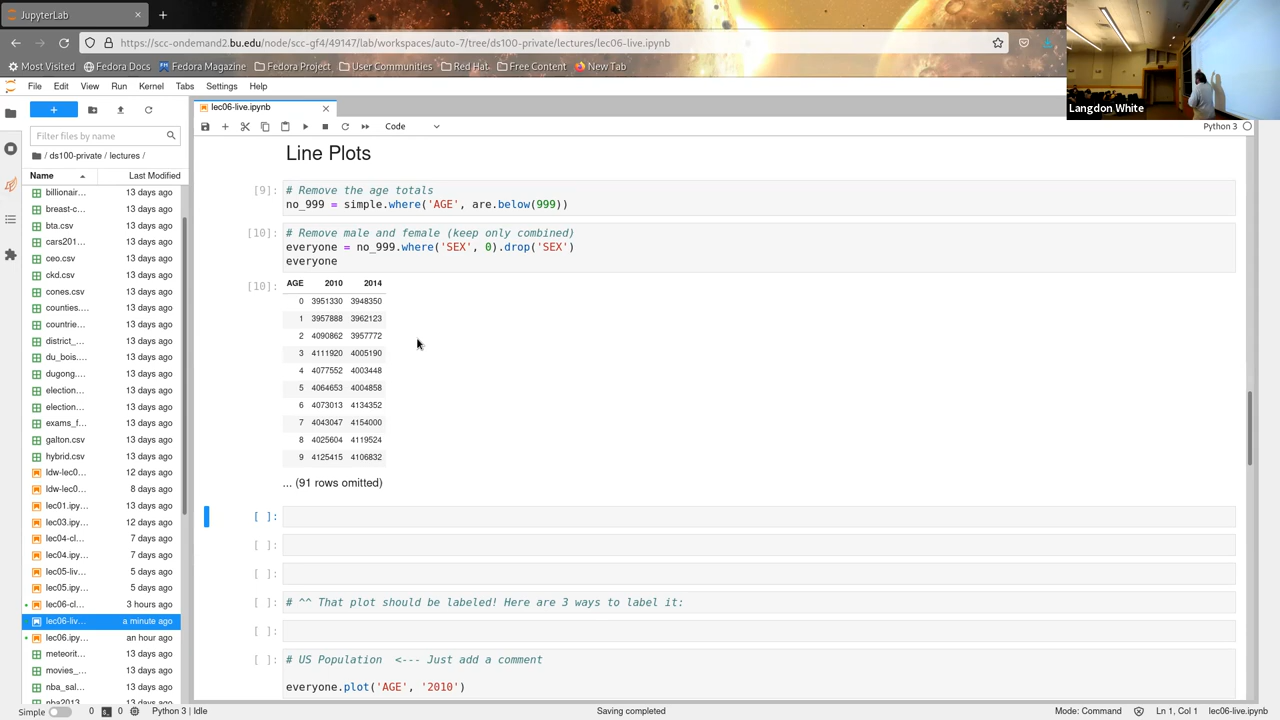 JupyterLab
https://scc-ondemand2.bu.edu/node/scc-gf4/49147/lab/workspaces/auto-7/tree/ds100-private/lectures/lec06-live.ipynb
Most Visited Fedora Docs Fedora Magazine Fedora Project User Communities Red Hat Free Content New Tab
Langdon White
File Edit View Run Kernel Tabs Settings Help
lec06-live.ipynb
Code
Python 3
Filter files by name
/ ds100-private / lectures /
Name Last Modified
billionair... 13 days ago
breast-c... 13 days ago
bta.csv 13 days ago
cars201... 13 days ago
ceo.csv 13 days ago
ckd.csv 13 days ago
cones.csv 13 days ago
counties.... 13 days ago
countrie... 13 days ago
district_... 13 days ago
du_bois.... 13 days ago
dugong.... 13 days ago
election... 13 days ago
election... 13 days ago
exams_f... 13 days ago
galton.csv 13 days ago
hybrid.csv 13 days ago
ldw-lec0... 12 days ago
ldw-lec0... 8 days ago
lec01.ipy... 13 days ago
lec03.ipy... 12 days ago
lec04-cl... 7 days ago
lec04.ipy... 7 days ago
lec05-liv... 5 days ago
lec05.ipy... 5 days ago
lec06-cl... 3 hours ago
lec06-liv... a minute ago
lec06.ipy... an hour ago
meteorit... 13 days ago
movies_... 13 days ago
nba_sal... 13 days ago
nba2013... 13 days ago
Line Plots
[9]: # Remove the age totals
no_999 = simple.where('AGE', are.below(999))
[10]: # Remove male and female (keep only combined)
everyone = no_999.where('SEX', 0).drop('SEX')
everyone
[10]: AGE 2010 2014
0 3951330 3948350
1 3957888 3962123
2 4090862 3957772
3 4111920 4005190
4 4077552 4003448
5 4064653 4004858
6 4073013 4134352
7 4043047 4154000
8 4025604 4119524
9 4125415 4106832
... (91 rows omitted)
[ ]:
[ ]:
[ ]:
[ ]: # ^^ That plot should be labeled! Here are 3 ways to label it:
[ ]:
[ ]: # US Population <--- Just add a comment
everyone.plot('AGE', '2010')
Simple 0 0 Python 3 | Idle Saving completed Mode: Command Ln 1, Col 1 lec06-live.ipynb